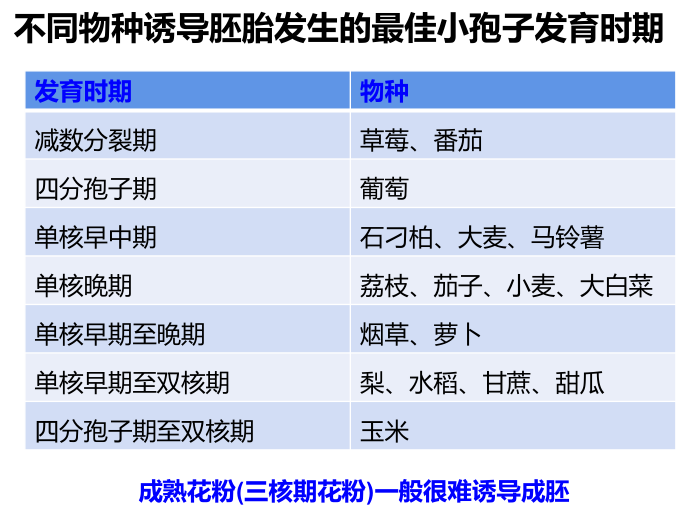 不同物种诱导胚胎发生的最佳小孢子发育时期
发育时期 物种
减数分裂期 草莓、番茄
四分孢子期 葡萄
单核早中期 石刁柏、大麦、马铃薯
单核晚期 荔枝、茄子、小麦、大白菜
单核早期至晚期 烟草、萝卜
单核早期至双核期 梨、水稻、甘蔗、甜瓜
四分孢子期至双核期 玉米
成熟花粉(三核期花粉)一般很难诱导成胚